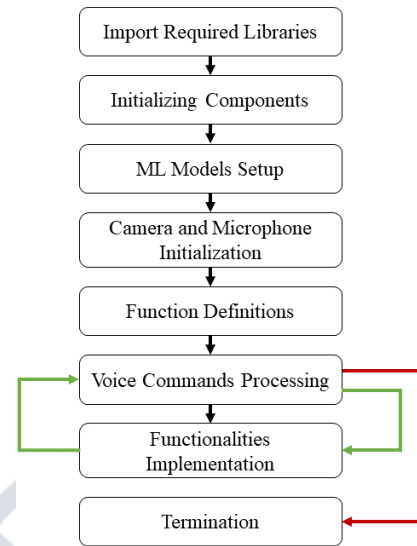 Import Required Libraries
Initializing Components
ML Models Setup
Camera and Microphone
Initialization
Function Definitions
Voice Commands Processing
Functionalities
Implementation
Termination